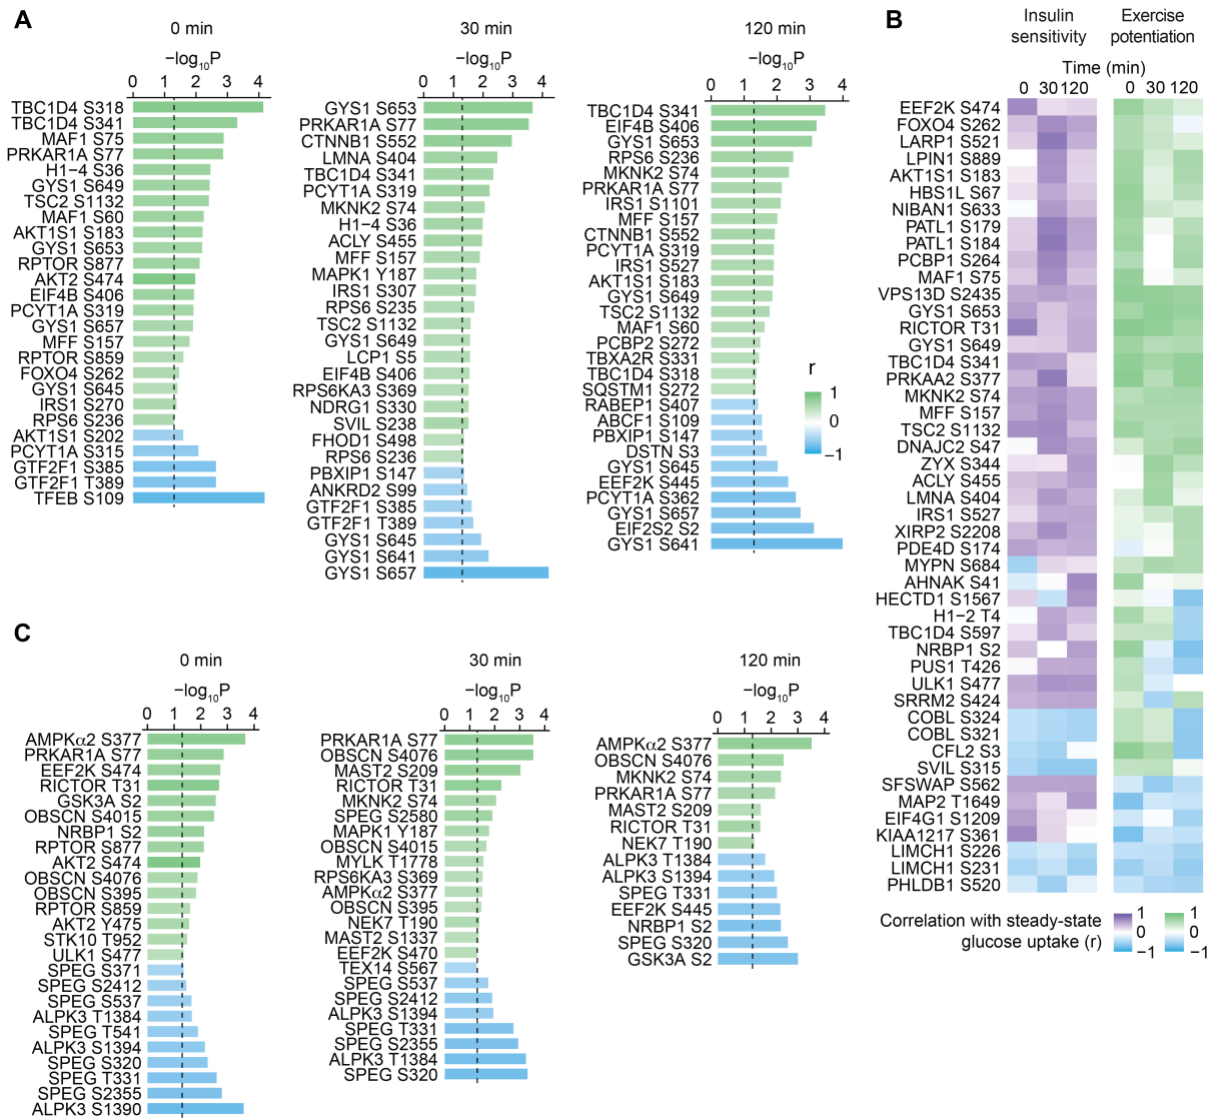 A
0 min
−log10P
0 1 2 3 4
TBC1D4 S318
TBC1D4 S341
MAF1 S75
PRKAR1A S77
H1−4 S36
GYS1 S649
TSC2 S1132
MAF1 S60
AKT1S1 S183
GYS1 S653
RPTOR S877
AKT2 S474
EIF4B S406
PCYT1A S319
GYS1 S657
MFF S157
RPTOR S859
FOXO4 S262
GYS1 S645
IRS1 S270
RPS6 S236
AKT1S1 S202
PCYT1A S315
GTF2F1 S385
GTF2F1 T389
TFEB S109
30 min
−log10P
0 1 2 3 4
GYS1 S653
PRKAR1A S77
CTNNB1 S552
LMNA S404
TBC1D4 S341
PCYT1A S319
MKNK2 S74
H1−4 S36
ACLY S455
MFF S157
MAPK1 Y187
IRS1 S307
RPS6 S235
TSC2 S1132
GYS1 S649
LCP1 S5
EIF4B S406
RPS6KA3 S369
NDRG1 S330
SVIL S238
FHOD1 S498
RPS6 S236
PBXIP1 S147
ANKRD2 S99
GTF2F1 S385
GTF2F1 T389
GYS1 S645
GYS1 S641
GYS1 S657
120 min
−log10P
0 1 2 3 4
TBC1D4 S341
EIF4B S406
GYS1 S653
RPS6 S236
MKNK2 S74
PRKAR1A S77
IRS1 S1101
MFF S157
CTNNB1 S552
PCYT1A S319
IRS1 S527
AKT1S1 S183
GYS1 S649
TSC2 S1132
MAF1 S60
PCBP2 S272
TBXA2R S331
TBC1D4 S318
SQSTM1 S272
RABEP1 S407
ABCF1 S109
PBXIP1 S147
DSTN S3
GYS1 S645
EEF2K S445
PCYT1A S362
GYS1 S657
EIF2S2 S2
GYS1 S641
r
1
0
−1
B
Insulin sensitivity
Exercise potentiation
Time (min)
0 30 120 0 30 120
EEF2K S474
FOXO4 S262
LARP1 S521
LPIN1 S889
AKT1S1 S183
HBS1L S67
NIBAN1 S633
PATL1 S179
PATL1 S184
PCBP1 S264
MAF1 S75
VPS13D S2435
GYS1 S653
RICTOR T31
GYS1 S649
TBC1D4 S341
PRKAA2 S377
MKNK2 S74
MFF S157
TSC2 S1132
DNAJC2 S47
ZYX S344
ACLY S455
LMNA S404
IRS1 S527
XIRP2 S2208
PDE4D S174
MYPN S684
AHNAK S41
HECTD1 S1567
H1−2 T4
TBC1D4 S597
NRBP1 S2
PUS1 T426
ULK1 S477
SRRM2 S424
COBL S324
COBL S321
CFL2 S3
SVIL S315
SFSWAP S562
MAP2 T1649
EIF4G1 S1209
KIAA1217 S361
LIMCH1 S226
LIMCH1 S231
PHLDB1 S520
Correlation with steady-state
glucose uptake (r)
1 1
0 0
−1 −1
C
0 min
−log10P
0 1 2 3 4
AMPKα2 S377
PRKAR1A S77
EEF2K S474
RICTOR T31
GSK3A S2
OBSCN S4015
NRBP1 S2
RPTOR S877
AKT2 S474
OBSCN S4076
OBSCN S395
RPTOR S859
AKT2 Y475
STK10 T952
ULK1 S477
SPEG S371
SPEG S2412
SPEG S537
ALPK3 T1384
SPEG T541
ALPK3 S1394
SPEG S320
SPEG T331
SPEG S2355
ALPK3 S1390
30 min
−log10P
0 1 2 3 4
PRKAR1A S77
OBSCN S4076
MAST2 S209
RICTOR T31
MKNK2 S74
SPEG S2580
MAPK1 Y187
OBSCN S4015
MYLK T1778
RPS6KA3 S369
AMPKα2 S377
OBSCN S395
NEK7 T190
MAST2 S1337
EEF2K S470
TEX14 S567
SPEG S537
SPEG S2412
ALPK3 S1394
SPEG T331
SPEG S2355
ALPK3 T1384
SPEG S320
120 min
−log10P
0 1 2 3 4
AMPKα2 S377
OBSCN S4076
MKNK2 S74
PRKAR1A S77
MAST2 S209
RICTOR T31
NEK7 T190
ALPK3 T1384
ALPK3 S1394
SPEG T331
EEF2K S445
NRBP1 S2
SPEG S320
GSK3A S2